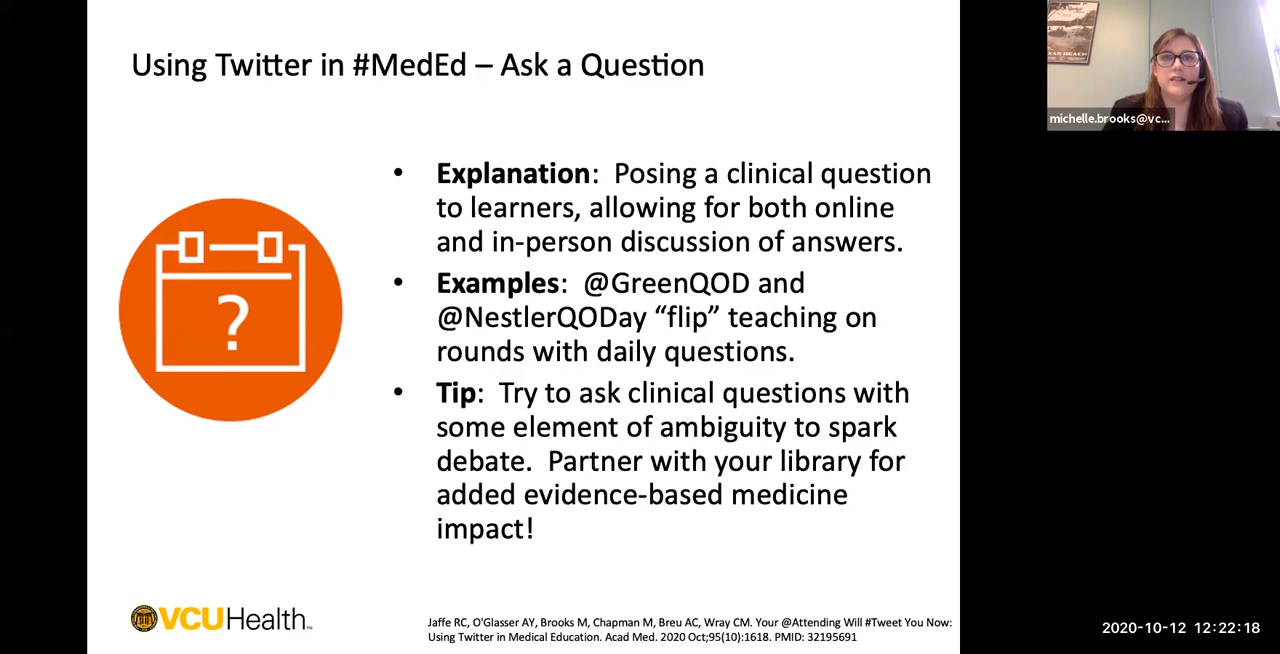 Using Twitter in #MedEd – Ask a Question
michelle.brooks@vc...
• Explanation: Posing a clinical question
to learners, allowing for both online
and in-person discussion of answers.
• Examples: @GreenQOD and
@NestlerQODay “flip” teaching on
rounds with daily questions.
• Tip: Try to ask clinical questions with
some element of ambiguity to spark
debate. Partner with your library for
added evidence-based medicine
impact!
?
VCUHealth™
Jaffe RC, O'Glasser AY, Brooks M, Chapman M, Breu AC, Wray CM. Your @Attending Will #Tweet You Now:
Using Twitter in Medical Education. Acad Med. 2020 Oct;95(10):1618. PMID: 32195691
2020-10-12 12:22:18